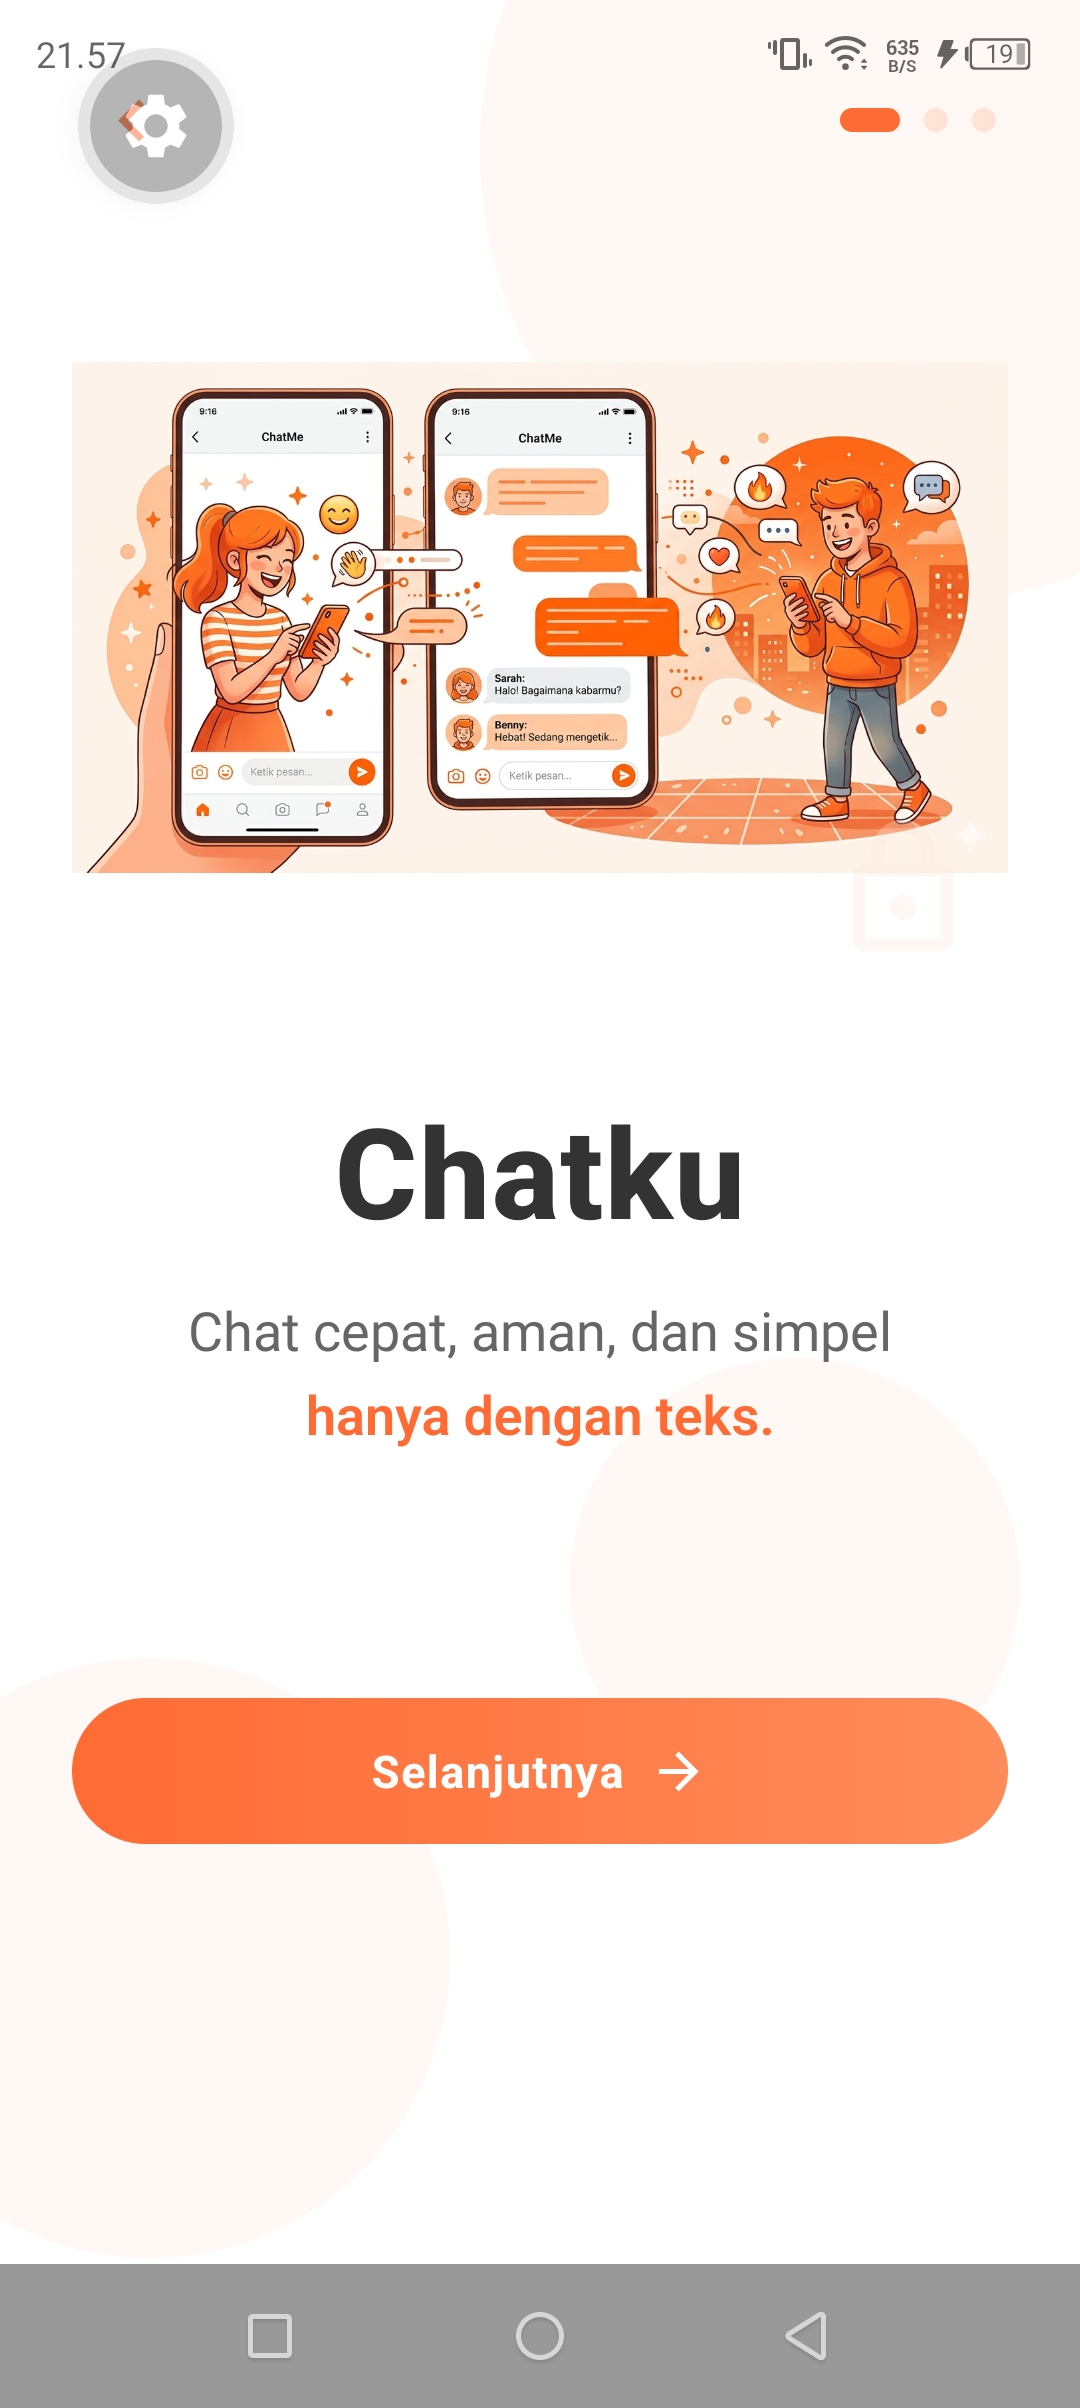 21.57
635
B/S
19
9:16
ChatMe
Ketik pesan...
9:16
ChatMe
Sarah:
Halo! Bagaimana kabarmu?
Benny:
Hebat! Sedang mengetik...
Ketik pesan...
Chatku
Chat cepat, aman, dan simpel
hanya dengan teks.
Selanjutnya